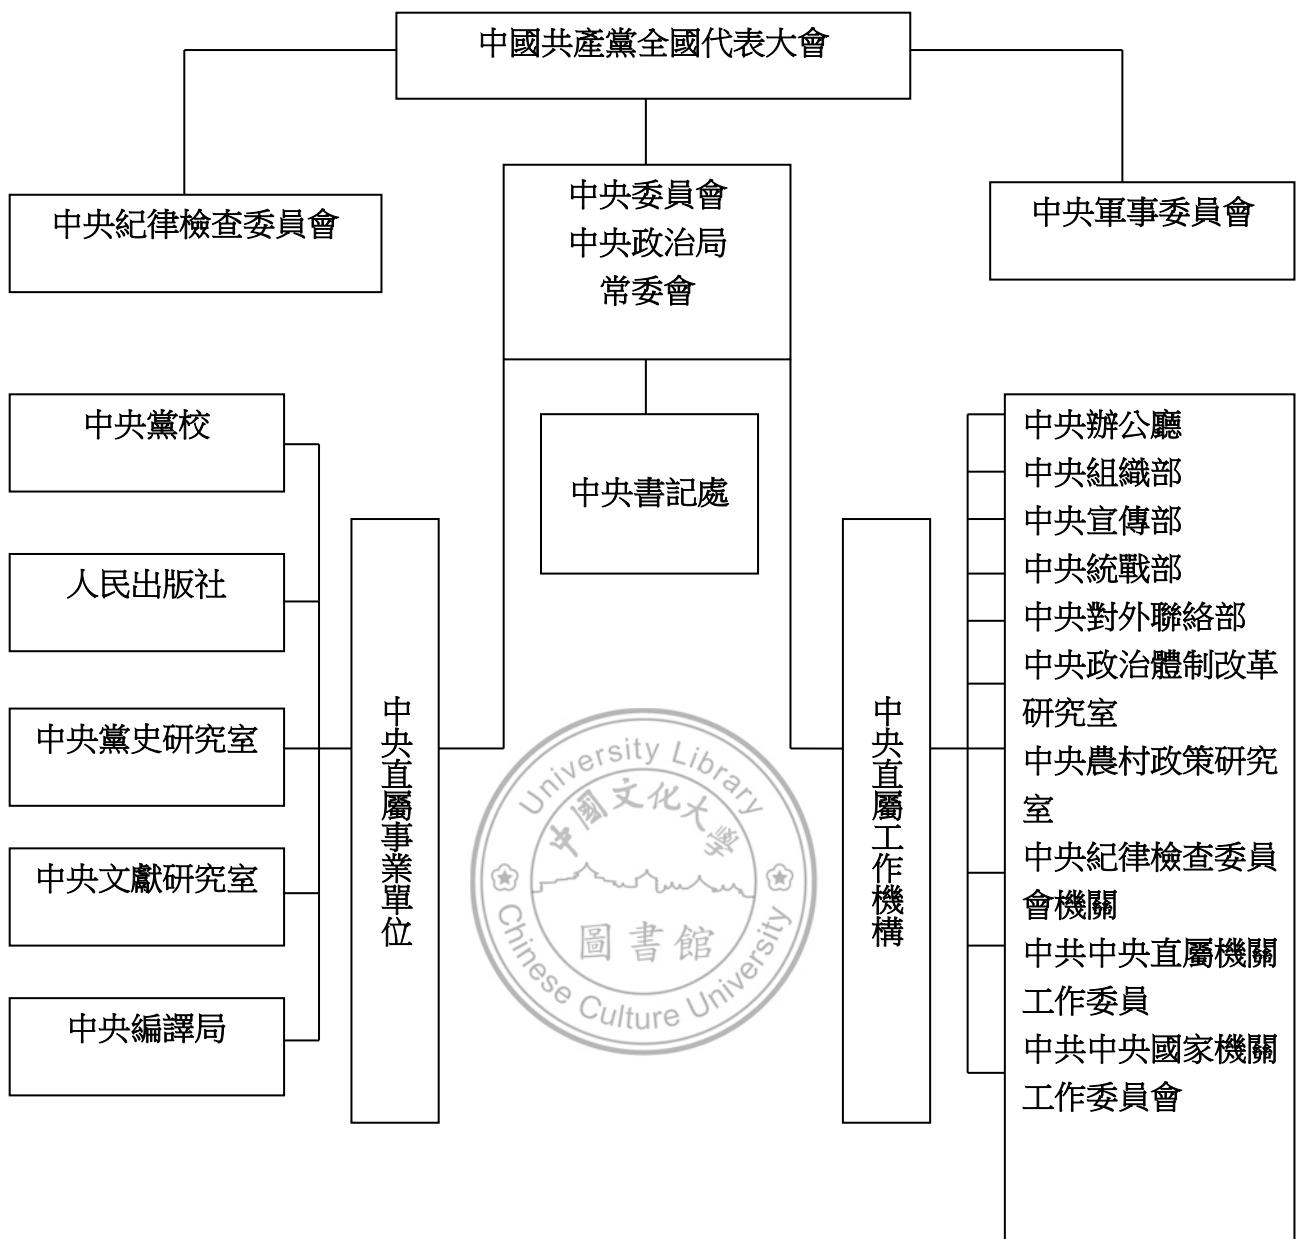 中國共產黨全國代表大會
中央紀律檢查委員會
中央委員會
中央政治局
常委會
中央軍事委員會
中央書記處
中央黨校
人民出版社
中央黨史研究室
中央文獻研究室
中央編譯局
中央直屬事業單位
中央直屬工作機構
中央辦公廳
中央組織部
中央宣傳部
中央統戰部
中央對外聯絡部
中央政治體制改革
研究室
中央農村政策研究
室
中央紀律檢查委員
會機關
中共中央直屬機關
工作委員
中共中央國家機關
工作委員會
University Library
中國文化大學
圖書館
Chinese Culture University